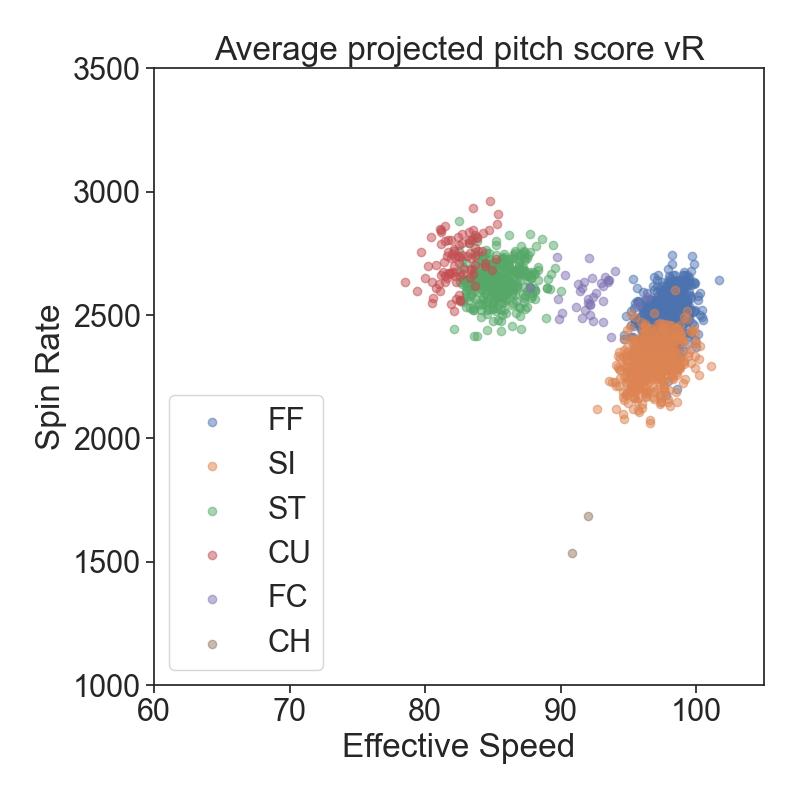 Average projected pitch score vR
3500
3000
2500
2000
1500
1000
Spin Rate
FF
SI
ST
CU
FC
CH
60 70 80 90 100
Effective Speed